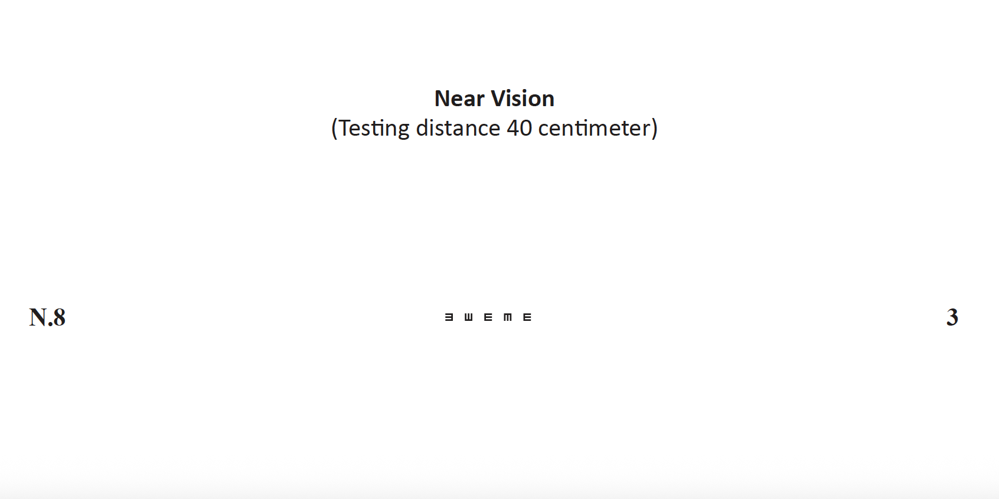 Near Vision
(Testing distance 40 centimeter)
N.8 Ǝ Ш E M E 3